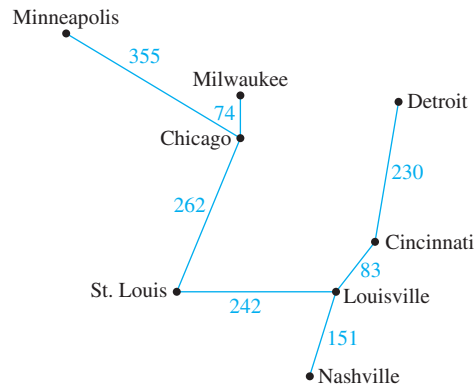 Minneapolis
355
Milwaukee
74
Detroit
Chicago
230
262
Cincinnati
83
St. Louis
242
Louisville
151
Nashville